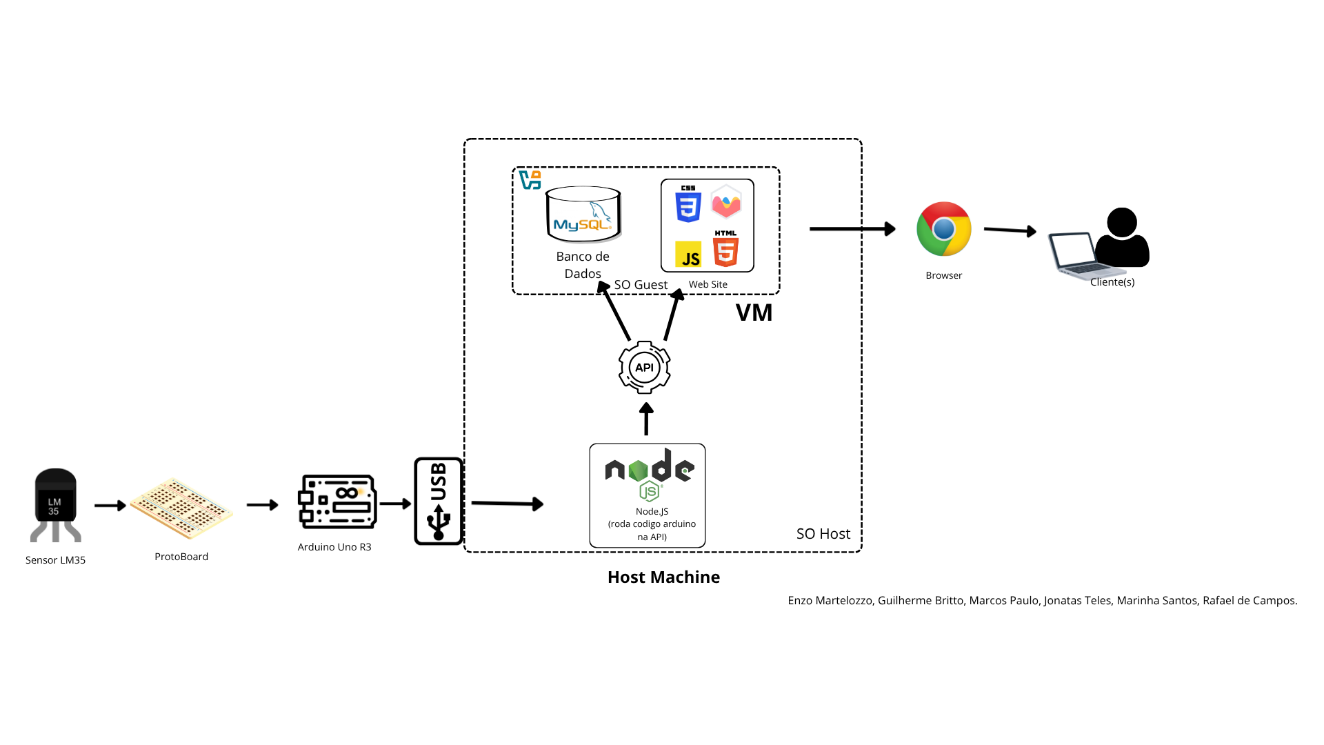 CSS
MySQL
HTML
JS
5
3
Banco de
Dados
SO Guest
Web Site
VM
Browser
Cliente(s)
API
node
JS
Node.JS
(roda codigo arduino
na API)
SO Host
USB
LM
35
Sensor LM35
ProtoBoard
Arduino Uno R3
Host Machine
Enzo Martelozzo, Guilherme Britto, Marcos Paulo, Jonatas Teles, Marinha Santos, Rafael de Campos.